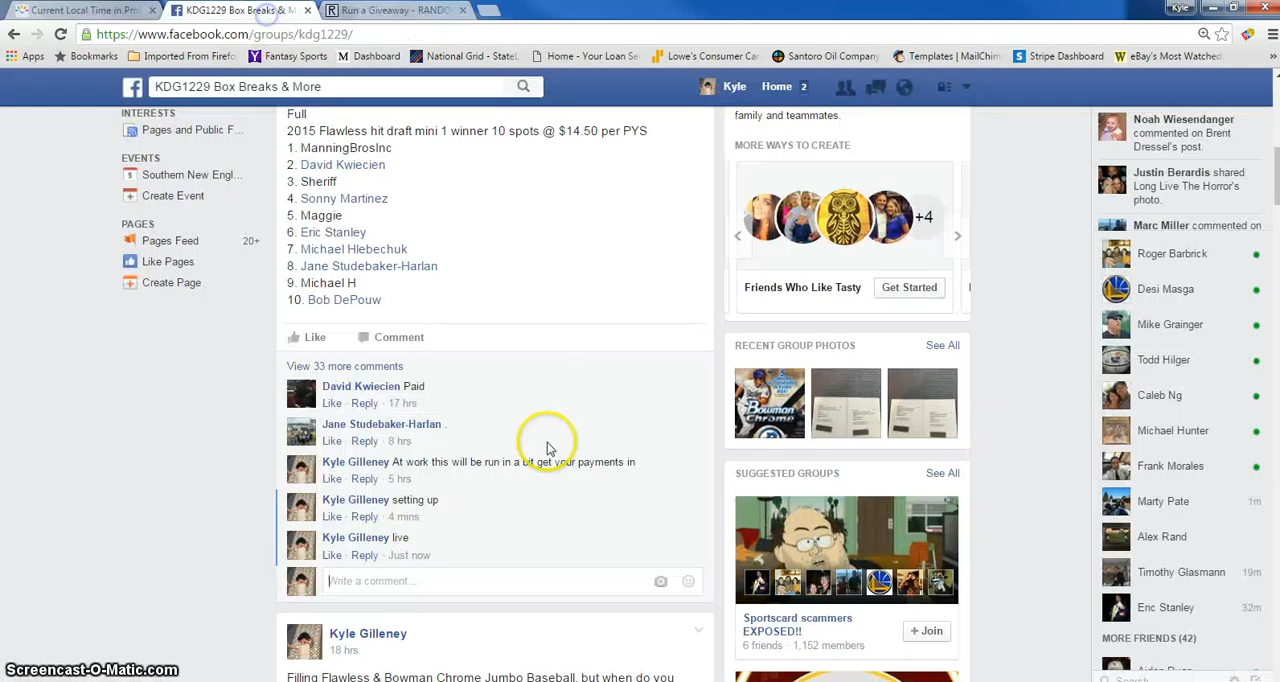 Current Local Time in Pro
KDG1229 Box Breaks & M
Run a Giveaway - RANDO
Kyle
https://www.facebook.com/groups/kdg1229/
Apps
Bookmarks
Imported From Firefo
Fantasy Sports
Dashboard
National Grid - StateL
Home - Your Loan Se
Lowe's Consumer Car
Santoro Oil Company
Templates | MailChim
Stripe Dashboard
eBay's Most Watched
KDG1229 Box Breaks & More
Kyle
Home 2
INTERESTS
Pages and Public F...
EVENTS
Southern New Engl...
Create Event
PAGES
Pages Feed 20+
Like Pages
Create Page
Full
2015 Flawless hit draft mini 1 winner 10 spots @ $14.50 per PYS
1. ManningBrosInc
2. David Kwiecien
3. Sheriff
4. Sonny Martinez
5. Maggie
6. Eric Stanley
7. Michael Hlebechuk
8. Jane Studebaker-Harlan
9. Michael H
10. Bob DePouw
Like Comment
View 33 more comments
David Kwiecien Paid
Like · Reply · 17 hrs
Jane Studebaker-Harlan .
Like · Reply · 8 hrs
Kyle Gilleney At work this will be run in a bit get your payments in
Like · Reply · 5 hrs
Kyle Gilleney setting up
Like · Reply · 4 mins
Kyle Gilleney live
Like · Reply · Just now
Write a comment...
Kyle Gilleney
18 hrs
Filling Flawless & Bowman Chrome Jumbo Baseball, but when do you
family and teammates.
MORE WAYS TO CREATE
+4
Friends Who Like Tasty
Get Started
RECENT GROUP PHOTOS
See All
SUGGESTED GROUPS
See All
Sportscard scammers
EXPOSED!!
6 friends · 1,152 members
+ Join
Noah Wiesendanger
commented on Brent
Dressel's post.
Justin Berardis shared
Long Live The Horror's
photo.
Marc Miller commented on
Roger Barbrick
Desi Masga
Mike Grainger
Todd Hilger
Caleb Ng
Michael Hunter
Frank Morales
Marty Pate 1m
Alex Rand
Timothy Glasmann 19m
Eric Stanley 32m
MORE FRIENDS (42)
Search
Screencast-O-Matic.com